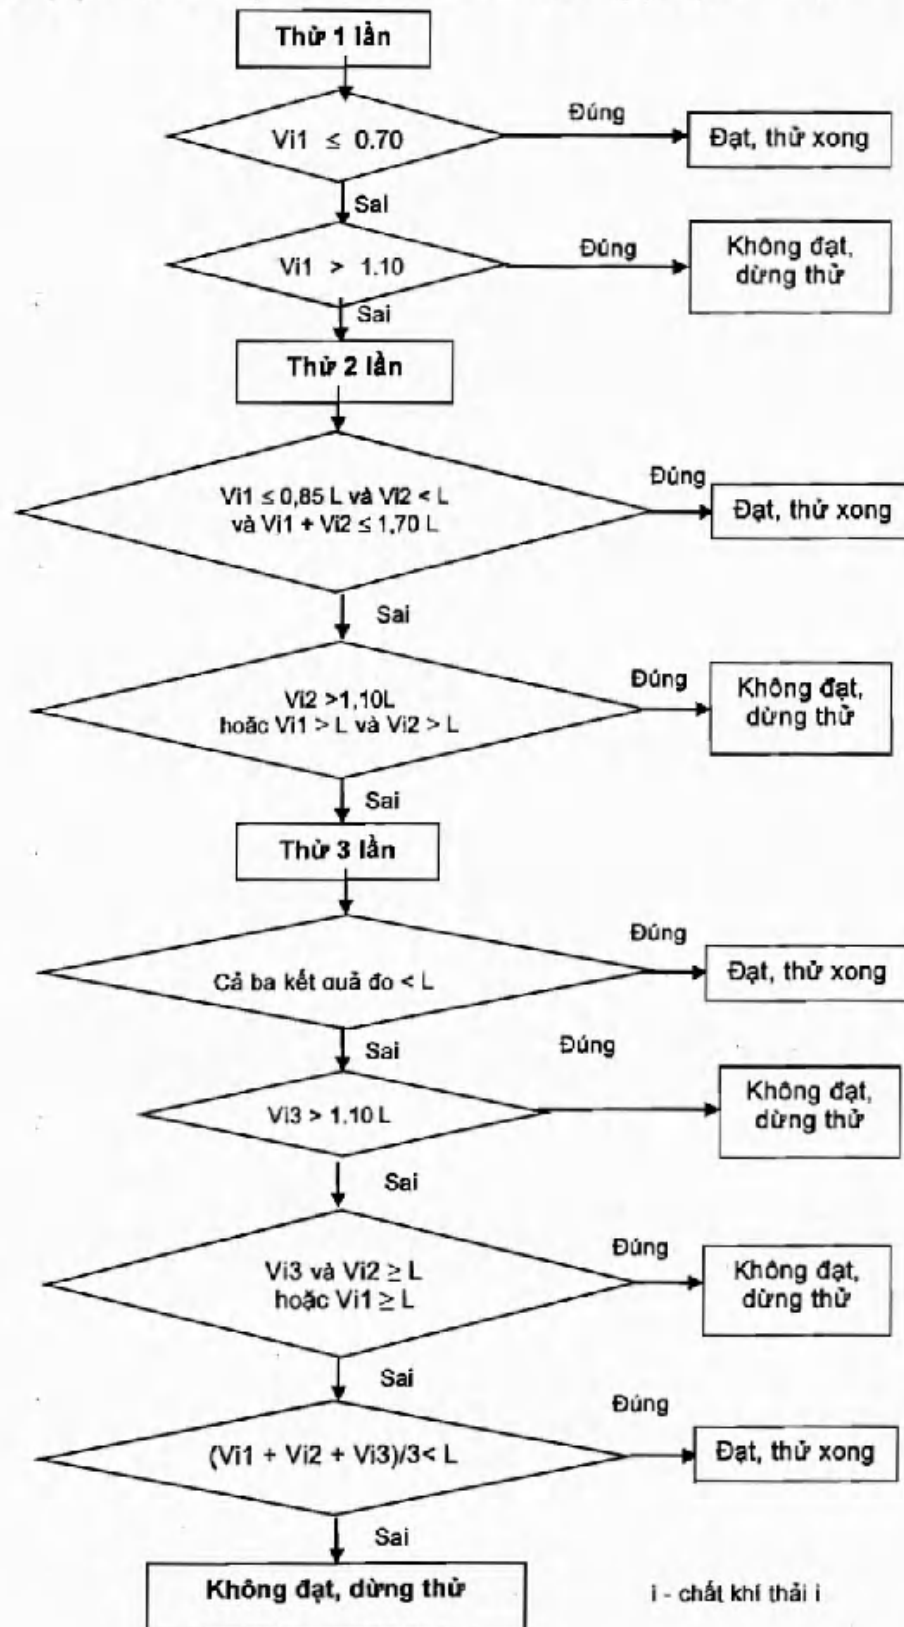 Thử 1 lần
Vi1 ≤ 0.70
Đúng
Đạt, thử xong
Sai
Vi1 > 1.10
Đúng
Không đạt,
dừng thử
Sai
Thử 2 lần
Vi1 ≤ 0,85 L và Vi2 < L
và Vi1 + Vi2 ≤ 1,70 L
Đúng
Đạt, thử xong
Sai
Vi2 >1,10L
hoăc Vi1 > L và Vi2 > L
Đúng
Không đạt,
dừng thử
Sai
Thử 3 lần
Cả ba kết quả đo < L
Đúng
Đạt, thử xong
Sai
Đúng
Vi3 > 1.10 L
Không đạt,
dừng thử
Sai
Vi3 và Vi2 ≥ L
hoặc Vi1 ≥ L
Đúng
Không đạt,
dừng thử
Sai
(Vi1 + Vi2 + Vi3)/3< L
Đúng
Đạt, thử xong
Sai
Không đạt, dừng thử
i - chất khí thải i